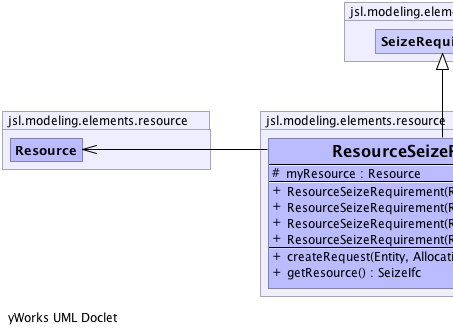 jsl.modeling.eleme
SeizeRequi
jsl.modeling.elements.resource
Resource
jsl.modeling.elements.resource
ResourceSeizeR
# myResource : Resource
+ ResourceSeizeRequirement(R
+ ResourceSeizeRequirement(R
+ ResourceSeizeRequirement(R
+ ResourceSeizeRequirement(R
+ createRequest(Entity, Allocati
+ getResource() : SeizeIfc
yWorks UML Doclet